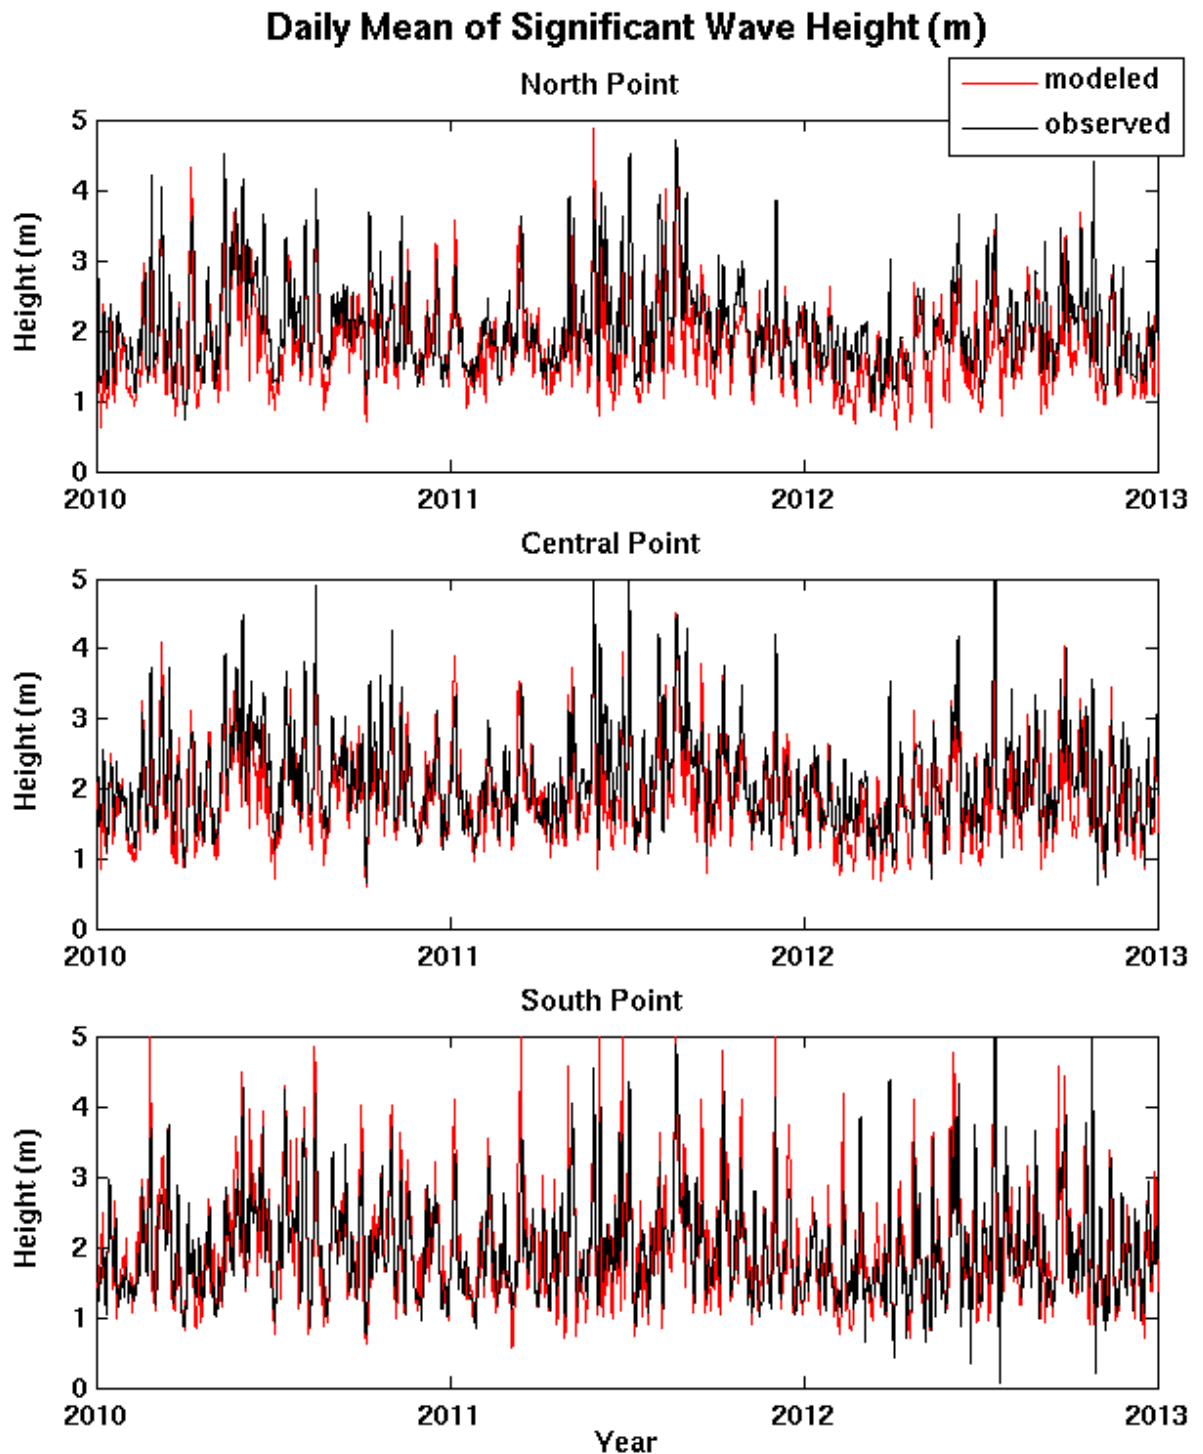 Daily Mean of Significant Wave Height (m)
North Point
modeled
observed
5
4
3
2
1
0
Height (m)
2010 2011 2012 2013
Central Point
5
4
3
2
1
0
Height (m)
2010 2011 2012 2013
South Point
5
4
3
2
1
0
Height (m)
2010 2011 2012 2013
Year